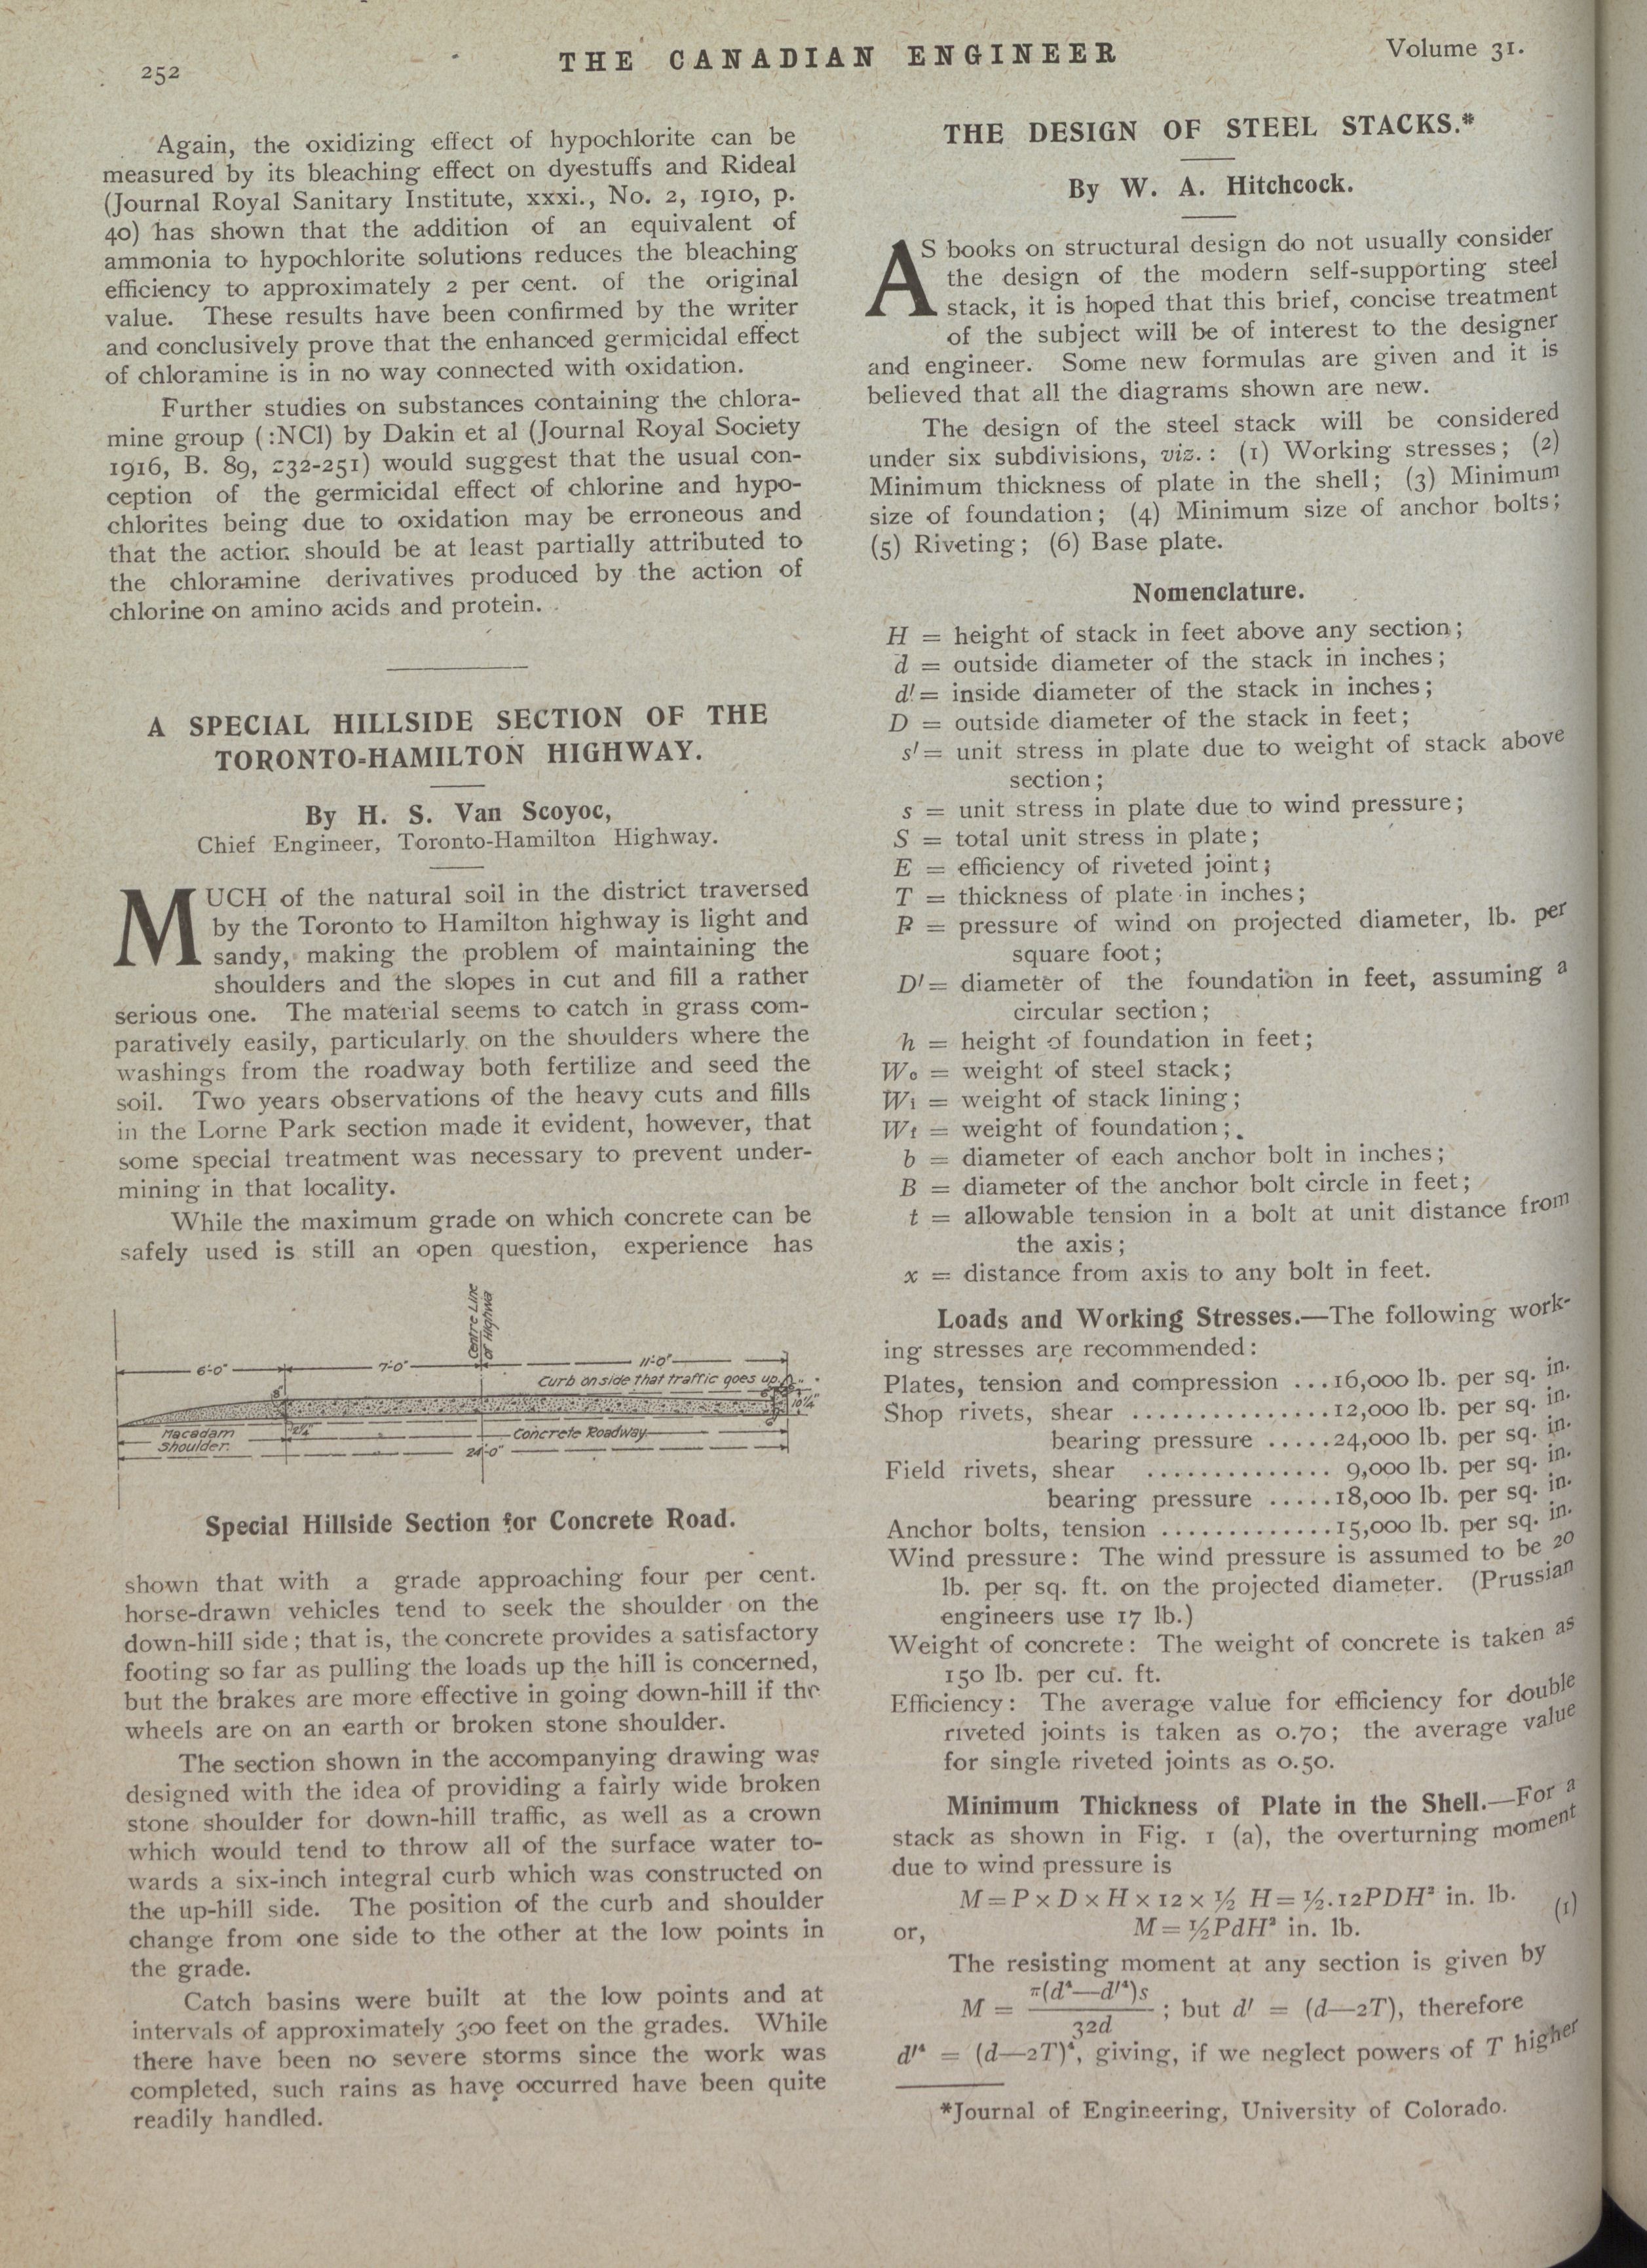 252
THE CANADIAN ENGINEER
Volume 31.
Again, the oxidizing effect of hypochlorite can be
measured by its bleaching effect on dyestuffs and Rideal
(Journal Royal Sanitary Institute, xxxi., No. 2, 1910, p.
40) has shown that the addition of an equivalent of
ammonia to hypochlorite solutions reduces the bleaching
efficiency to approximately 2 per cent. of the original
value. These results have been confirmed by the writer
and conclusively prove that the enhanced germicidal effect
of chloramine is in no way connected with oxidation.
Further studies on substances containing the chlora-
mine group (:NCl) by Dakin et al (Journal Royal Society
1916, B. 89, 232-251) would suggest that the usual con-
ception of the germicidal effect of chlorine and hypo-
chlorites being due to oxidation may be erroneous and
that the action should be at least partially attributed to
the chloramine derivatives produced by the action of
chlorine on amino acids and protein.
A SPECIAL HILLSIDE SECTION OF THE
TORONTO-HAMILTON HIGHWAY.
By H. S. Van Scoyoc,
Chief Engineer, Toronto-Hamilton Highway.
MUCH of the natural soil in the district traversed
by the Toronto to Hamilton highway is light and
sandy, making the problem of maintaining the
shoulders and the slopes in cut and fill a rather
serious one. The material seems to catch in grass com-
paratively easily, particularly on the shoulders where the
washings from the roadway both fertilize and seed the
soil. Two years observations of the heavy cuts and fills
in the Lorne Park section made it evident, however, that
some special treatment was necessary to prevent under-
mining in that locality.
While the maximum grade on which concrete can be
safely used is still an open question, experience has
Centre Line
of Highwa
6'-0"
7'-0"
11'-0"
Curb on side that traffic goes up
10¼"
Macadam
Shoulder
Concrete Roadway
24'-0"
Special Hillside Section for Concrete Road.
shown that with a grade approaching four per cent.
horse-drawn vehicles tend to seek the shoulder on the
down-hill side; that is, the concrete provides a satisfactory
footing so far as pulling the loads up the hill is concerned,
but the brakes are more effective in going down-hill if the
wheels are on an earth or broken stone shoulder.
The section shown in the accompanying drawing was
designed with the idea of providing a fairly wide broken
stone shoulder for down-hill traffic, as well as a crown
which would tend to throw all of the surface water to-
wards a six-inch integral curb which was constructed on
the up-hill side. The position of the curb and shoulder
change from one side to the other at the low points in
the grade.
Catch basins were built at the low points and at
intervals of approximately 300 feet on the grades. While
there have been no severe storms since the work was
completed, such rains as have occurred have been quite
readily handled.
THE DESIGN OF STEEL STACKS.*
By W. A. Hitchcock.
AS books on structural design do not usually consider
the design of the modern self-supporting steel
stack, it is hoped that this brief, concise treatment
of the subject will be of interest to the designer
and engineer. Some new formulas are given and it is
believed that all the diagrams shown are new.
The design of the steel stack will be considered
under six subdivisions, viz.: (1) Working stresses; (2)
Minimum thickness of plate in the shell; (3) Minimum
size of foundation; (4) Minimum size of anchor bolts;
(5) Riveting; (6) Base plate.
Nomenclature.
H = height of stack in feet above any section;
d = outside diameter of the stack in inches;
d' = inside diameter of the stack in inches;
D = outside diameter of the stack in feet;
s' = unit stress in plate due to weight of stack above
section;
s = unit stress in plate due to wind pressure;
S = total unit stress in plate;
E = efficiency of riveted joint;
T = thickness of plate in inches;
P = pressure of wind on projected diameter, lb. per
square foot;
D' = diameter of the foundation in feet, assuming a
circular section;
h = height of foundation in feet;
Wo = weight of steel stack;
W1 = weight of stack lining;
Wf = weight of foundation;
b = diameter of each anchor bolt in inches;
B = diameter of the anchor bolt circle in feet;
t = allowable tension in a bolt at unit distance from
the axis;
x = distance from axis to any bolt in feet.
Loads and Working Stresses.—The following work-
ing stresses are recommended:
Plates, tension and compression ...16,000 lb. per sq. in.
Shop rivets, shear ...............12,000 lb. per sq. in.
bearing pressure .....24,000 lb. per sq. in.
Field rivets, shear .............. 9,000 lb. per sq. in.
bearing pressure .....18,000 lb. per sq. in.
Anchor bolts, tension .............15,000 lb. per sq. in.
Wind pressure: The wind pressure is assumed to be 20
lb. per sq. ft. on the projected diameter. (Prussian
engineers use 17 lb.)
Weight of concrete: The weight of concrete is taken as
150 lb. per cu. ft.
Efficiency: The average value for efficiency for double
riveted joints is taken as 0.70; the average value
for single riveted joints as 0.50.
Minimum Thickness of Plate in the Shell.—For a
stack as shown in Fig. 1 (a), the overturning moment
due to wind pressure is
M = P × D × H × 12 × ½ H = ½.12PDH² in. lb.
or, M = ½PdH² in. lb. (1)
The resisting moment at any section is given by
M = π(d⁴—d'⁴)s / 32d ; but d' = (d—2T), therefore
d'⁴ = (d—2T)⁴, giving, if we neglect powers of T higher
*Journal of Engineering, University of Colorado.